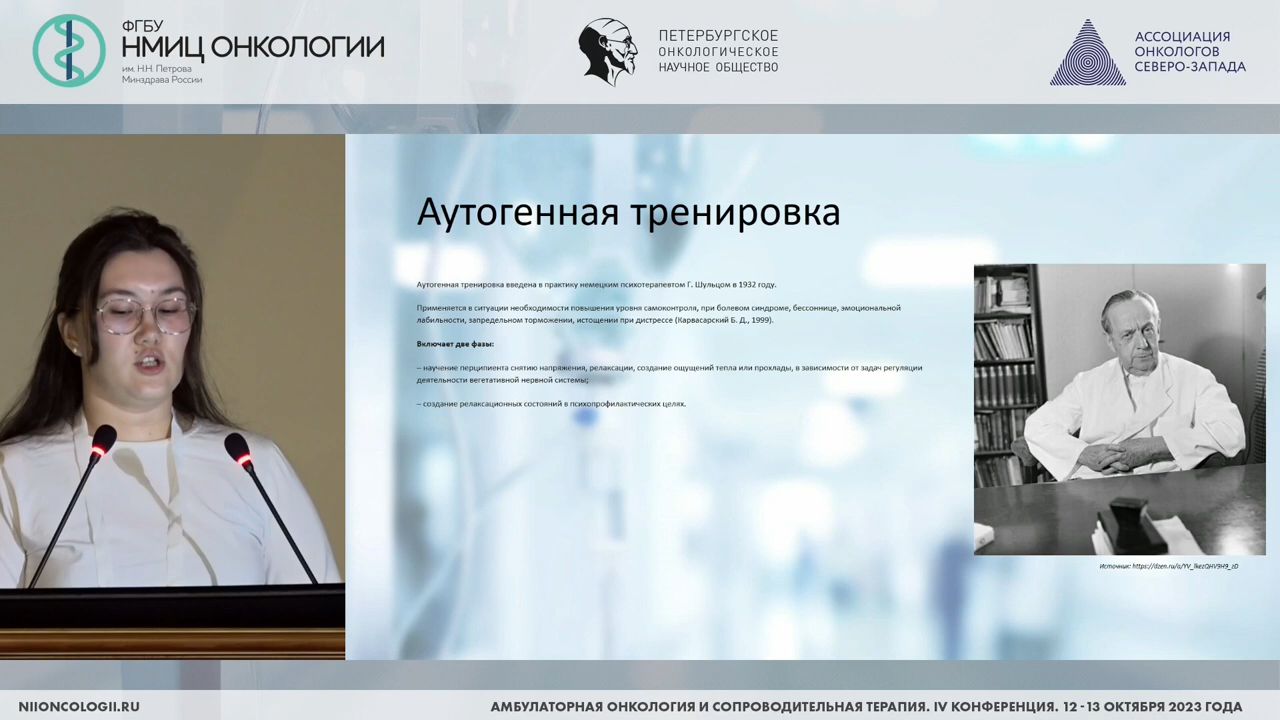 ФГБУ
НМИЦ ОНКОЛОГИИ
им. Н.Н. Петрова
Минздрава России
ПЕТЕРБУРГСКОЕ
ОНКОЛОГИЧЕСКОЕ
НАУЧНОЕ ОБЩЕСТВО
АССОЦИАЦИЯ
ОНКОЛОГОВ
СЕВЕРО-ЗАПАДА
Аутогенная тренировка
Аутогенная тренировка введена в практику немецким психотерапевтом Г. Шульцом в 1932 году.
Применяется в ситуации необходимости повышения уровня самоконтроля, при болевом синдроме, бессоннице, эмоциональной
лабильности, запредельном торможении, истощении при дистрессе (Карвасарский Б. Д., 1999).
Включает две фазы:
– научение перципиента снятию напряжения, релаксации, создание ощущений тепла или прохлады, в зависимости от задач регуляции
деятельности вегетативной нервной системы;
– создание релаксационных состояний в психопрофилактических целях.
Источник:
NIIONCOLOGII.RU
АМБУЛАТОРНАЯ ОНКОЛОГИЯ И СОПРОВОДИТЕЛЬНАЯ ТЕРАПИЯ. IV КОНФЕРЕНЦИЯ. 12 - 13 ОКТЯБРЯ 2023 ГОДА